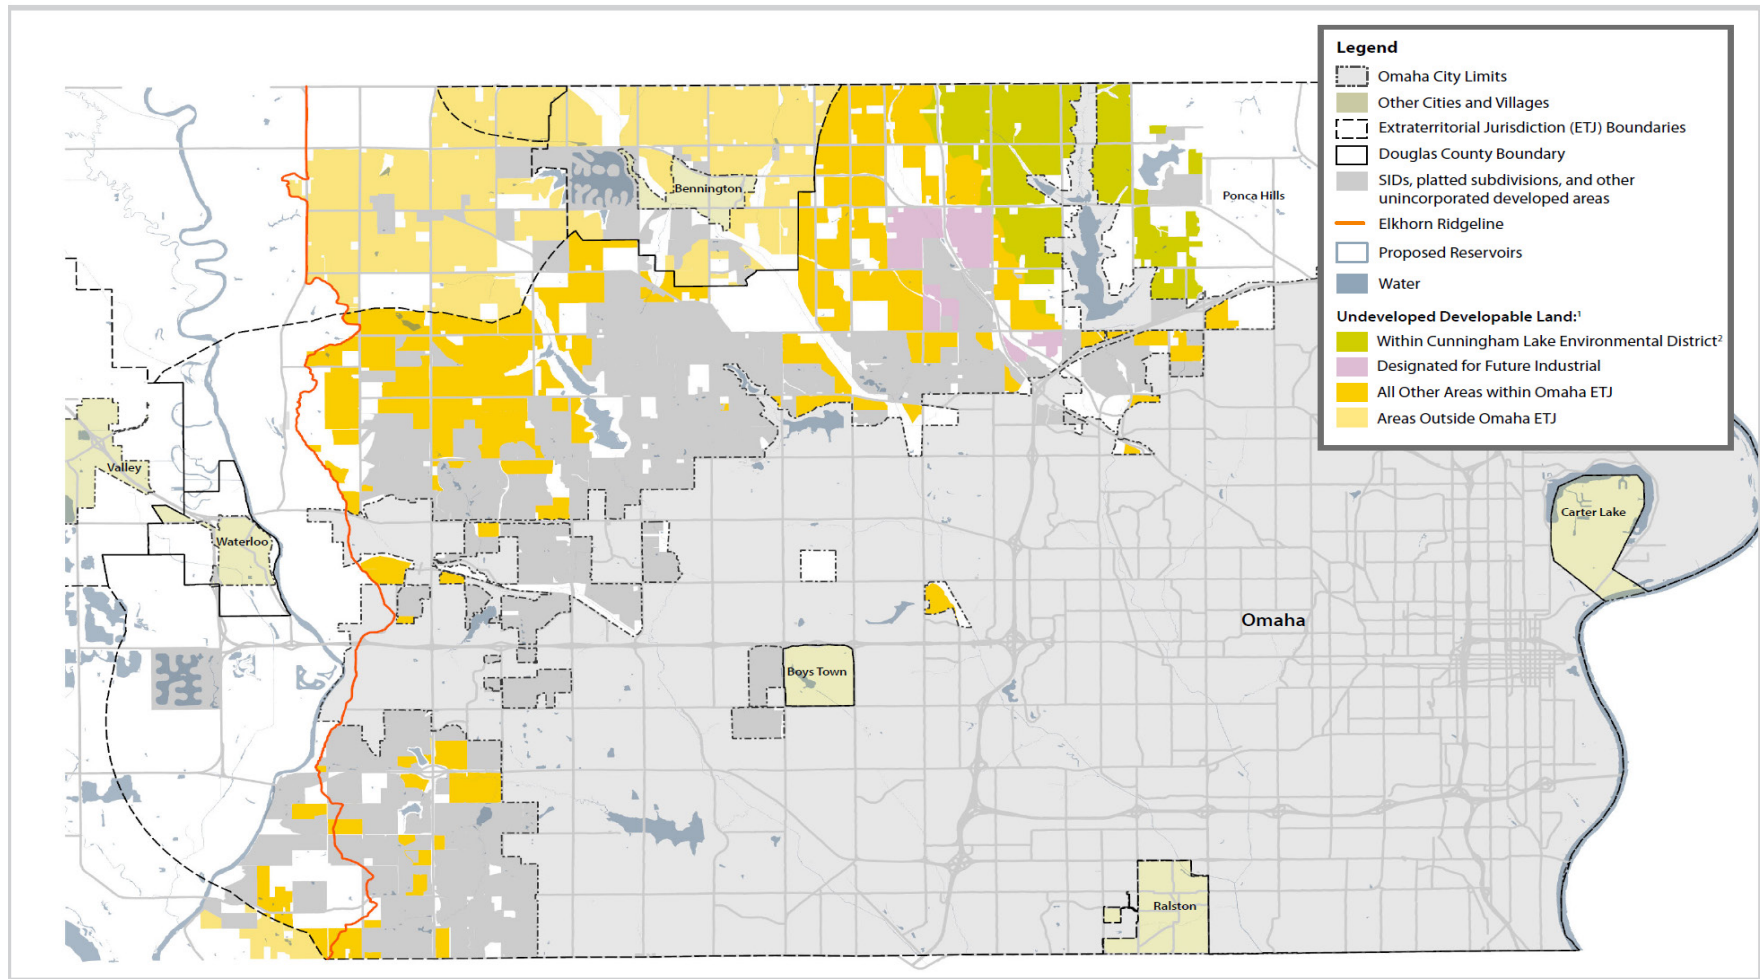 Legend
Omaha City Limits
Other Cities and Villages
Extraterritorial Jurisdiction (ETJ) Boundaries
Douglas County Boundary
SIDs, platted subdivisions, and other
unincorporated developed areas
Elkhorn Ridgeline
Proposed Reservoirs
Water
Undeveloped Developable Land:¹
Within Cunningham Lake Environmental District²
Designated for Future Industrial
All Other Areas within Omaha ETJ
Areas Outside Omaha ETJ
Bennington
Ponca Hills
Valley
Waterloo
Carter Lake
Omaha
Boys Town
Ralston